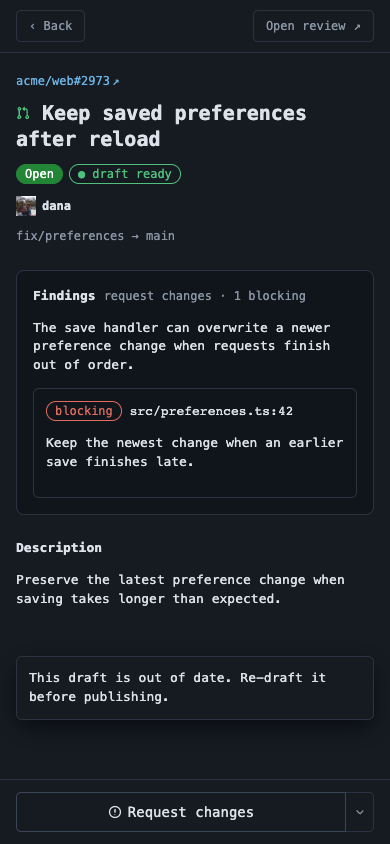 ‹ Back
Open review ↗
acme/web#2973↗
Keep saved preferences
after reload
Open
draft ready
dana
fix/preferences → main
Findings request changes · 1 blocking
The save handler can overwrite a newer
preference change when requests finish
out of order.
blocking src/preferences.ts:42
Keep the newest change when an earlier
save finishes late.
Description
Preserve the latest preference change when
saving takes longer than expected.
This draft is out of date. Re-draft it
before publishing.
Request changes